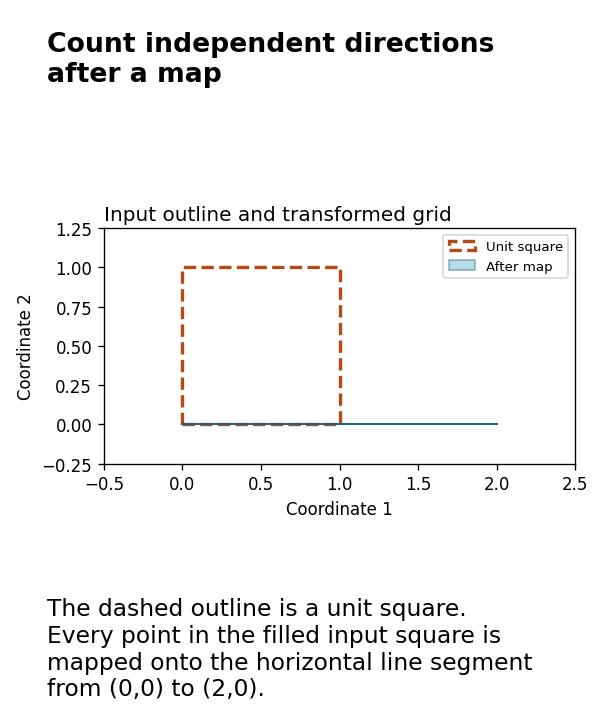 Count independent directions
after a map
Input outline and transformed grid
1.25
1.00
0.75
0.50
0.25
0.00
−0.25
Coordinate 2
Unit square
After map
−0.5
0.0
0.5
1.0
1.5
2.0
2.5
Coordinate 1
The dashed outline is a unit square.
Every point in the filled input square is
mapped onto the horizontal line segment
from (0,0) to (2,0).